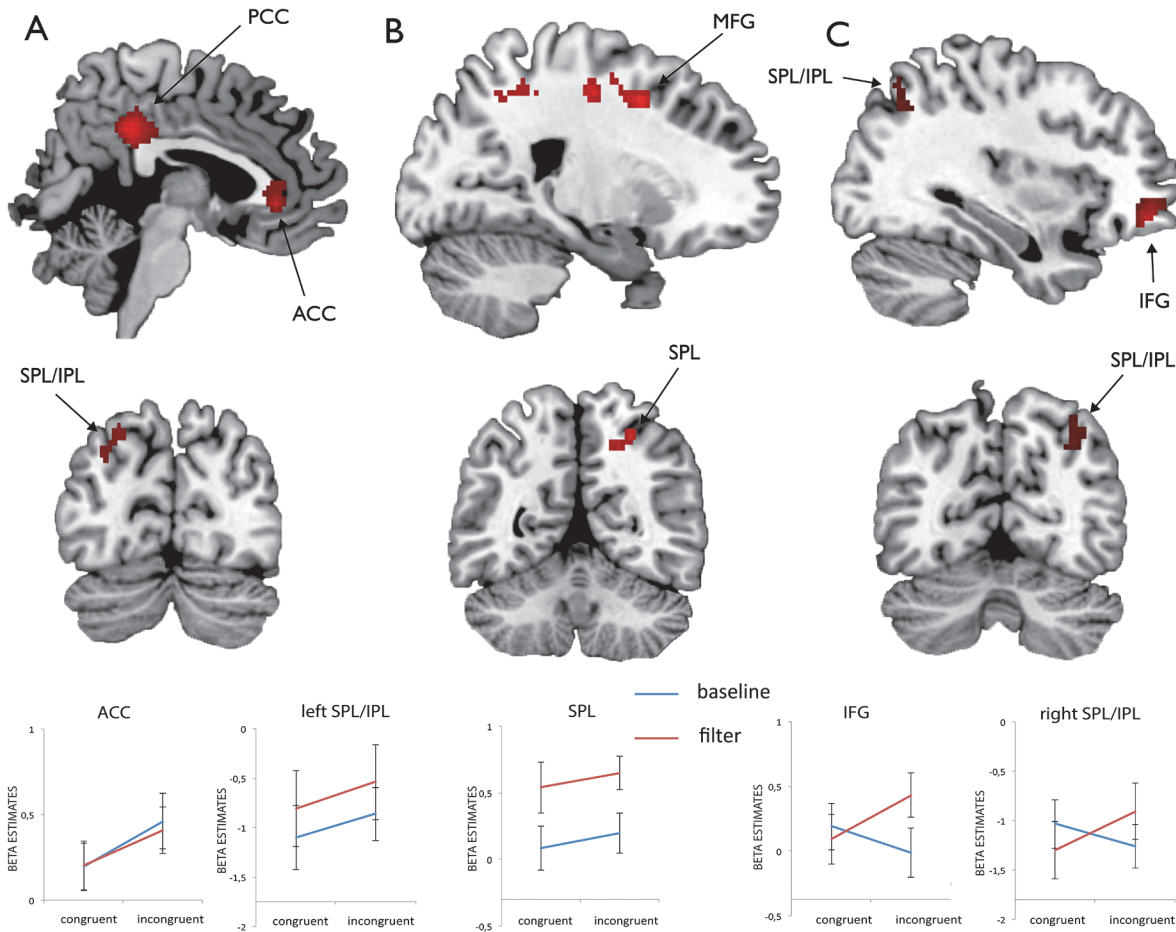 A
PCC
ACC
B
MFG
C
SPL/IPL
IFG
SPL/IPL
SPL
SPL/IPL
baseline
filter
ACC
BETA ESTIMATES
1
0,5
0
congruent incongruent
left SPL/IPL
BETA ESTIMATES
-0
-0,5
-1
-1,5
-2
congruent incongruent
SPL
BETA ESTIMATES
1
0,5
0
-0,5
congruent incongruent
IFG
BETA ESTIMATES
1
0,5
0
-0,5
congruent incongruent
right SPL/IPL
BETA ESTIMATES
-0
-0,5
-1
-1,5
-2
congruent incongruent